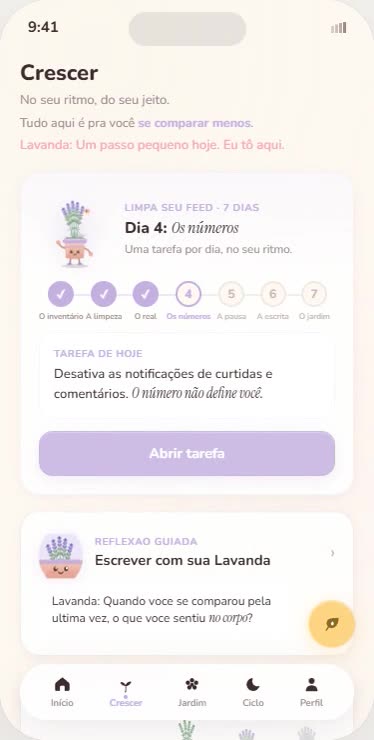 9:41
Crescer
No seu ritmo, do seu jeito.
Tudo aqui é pra você se comparar menos.
Lavanda: Um passo pequeno hoje. Eu tô aqui.
LIMPA SEU FEED · 7 DIAS
Dia 4: Os números
Uma tarefa por dia, no seu ritmo.
✓ ✓ ✓ 4 5 6 7
O inventário A limpeza O real Os números A pausa A escrita O jardim
TAREFA DE HOJE
Desativa as notificações de curtidas e
comentários. O número não define você.
Abrir tarefa
REFLEXAO GUIADA
Escrever com sua Lavanda
›
Lavanda: Quando voce se comparou pela
ultima vez, o que voce sentiu no corpo?
Início Crescer Jardim Ciclo Perfil